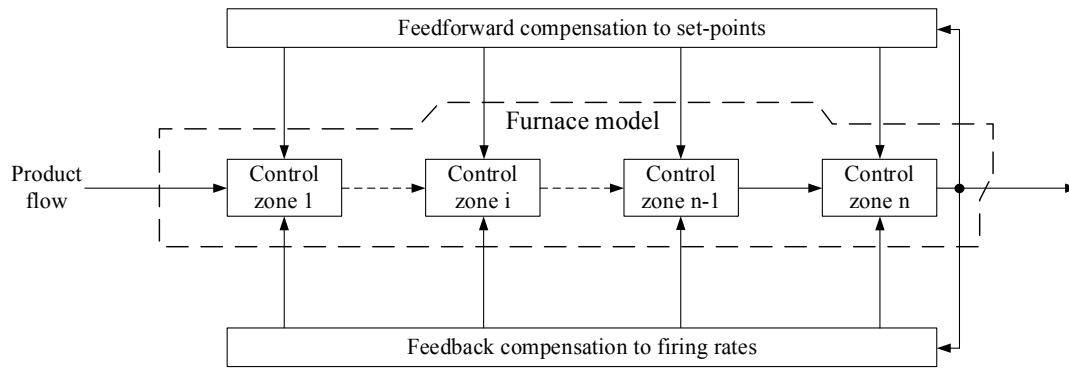 Feedforward compensation to set-points
Furnace model
Product
flow
Control
zone 1
Control
zone i
Control
zone n-1
Control
zone n
Feedback compensation to firing rates